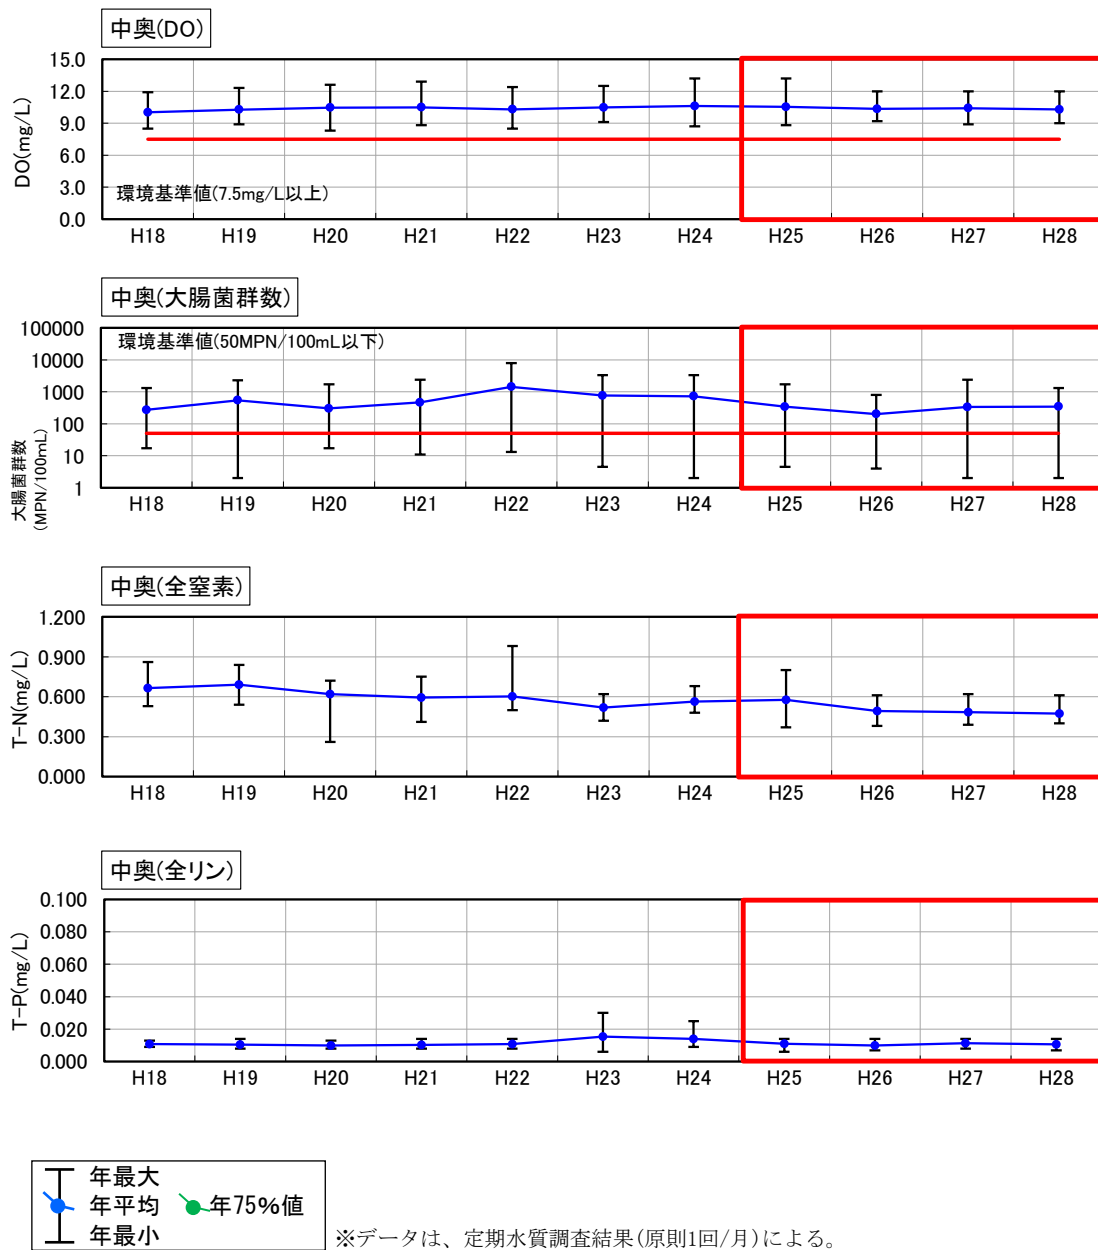 中奥(DO)
DO(mg/L)
15.0
12.0
9.0
6.0
3.0
0.0
環境基準値(7.5mg/L以上)
H18 H19 H20 H21 H22 H23 H24 H25 H26 H27 H28
中奥(大腸菌群数)
大腸菌群数
(MPN/100mL)
100000
10000
1000
100
10
1
環境基準値(50MPN/100mL以下)
H18 H19 H20 H21 H22 H23 H24 H25 H26 H27 H28
中奥(全窒素)
T-N(mg/L)
1.200
0.900
0.600
0.300
0.000
H18 H19 H20 H21 H22 H23 H24 H25 H26 H27 H28
中奥(全リン)
T-P(mg/L)
0.100
0.080
0.060
0.040
0.020
0.000
H18 H19 H20 H21 H22 H23 H24 H25 H26 H27 H28
年最大
年平均 年75%値
年最小
※データは、定期水質調査結果(原則1回/月)による。